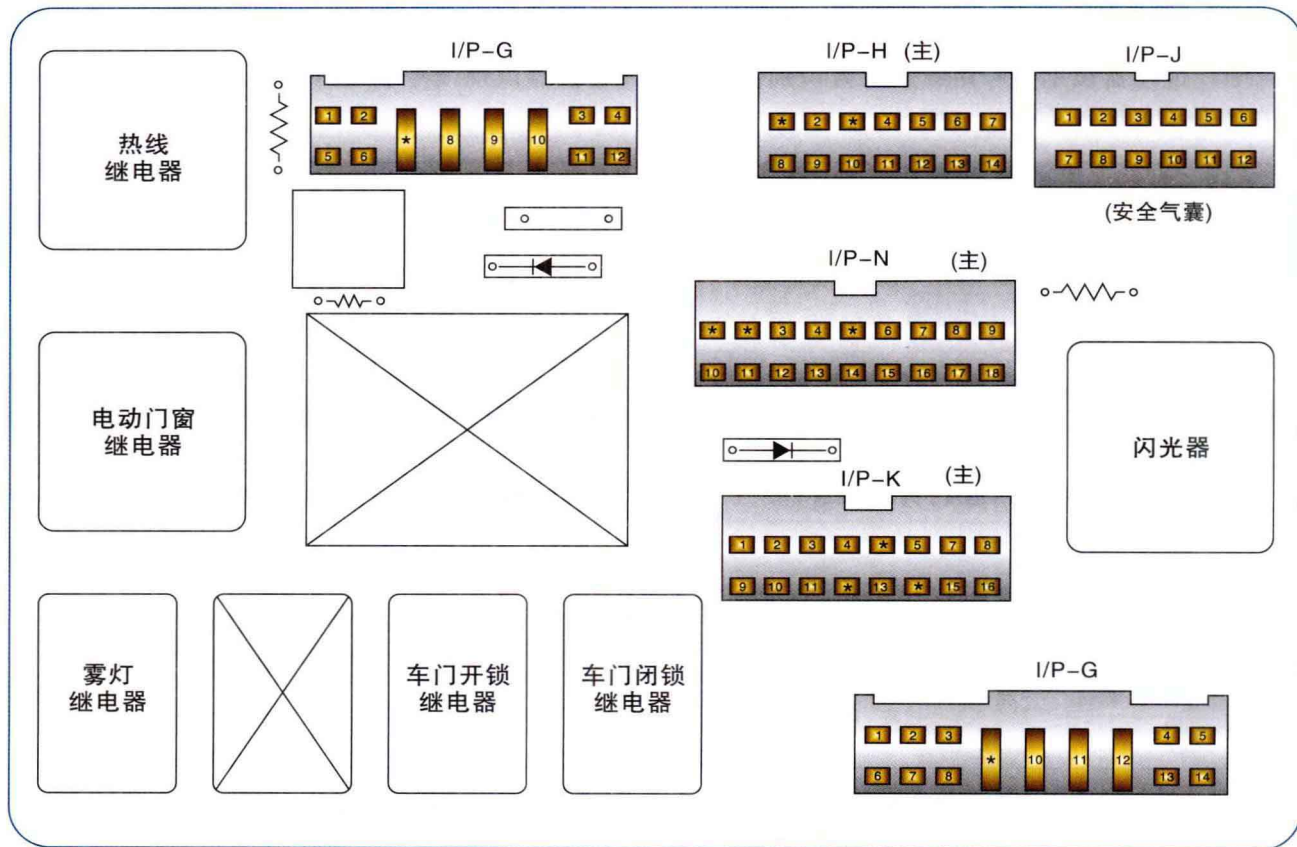 I/P-G
I/P-H (主)
I/P-J
热线
继电器
1 2 3 4
* 8 9 10
5 6 11 12
* 2 * 4 5 6 7
8 9 10 11 12 13 14
1 2 3 4 5 6
7 8 9 10 11 12
(安全气囊)
I/P-N (主)
* * 3 4 * 6 7 8 9
10 11 12 13 14 15 16 17 18
电动门窗
继电器
闪光器
I/P-K (主)
1 2 3 4 * 5 7 8
9 10 11 * 13 * 15 16
雾灯
继电器
车门开锁
继电器
车门闭锁
继电器
I/P-G
1 2 3 4 5
* 10 11 12
6 7 8 13 14